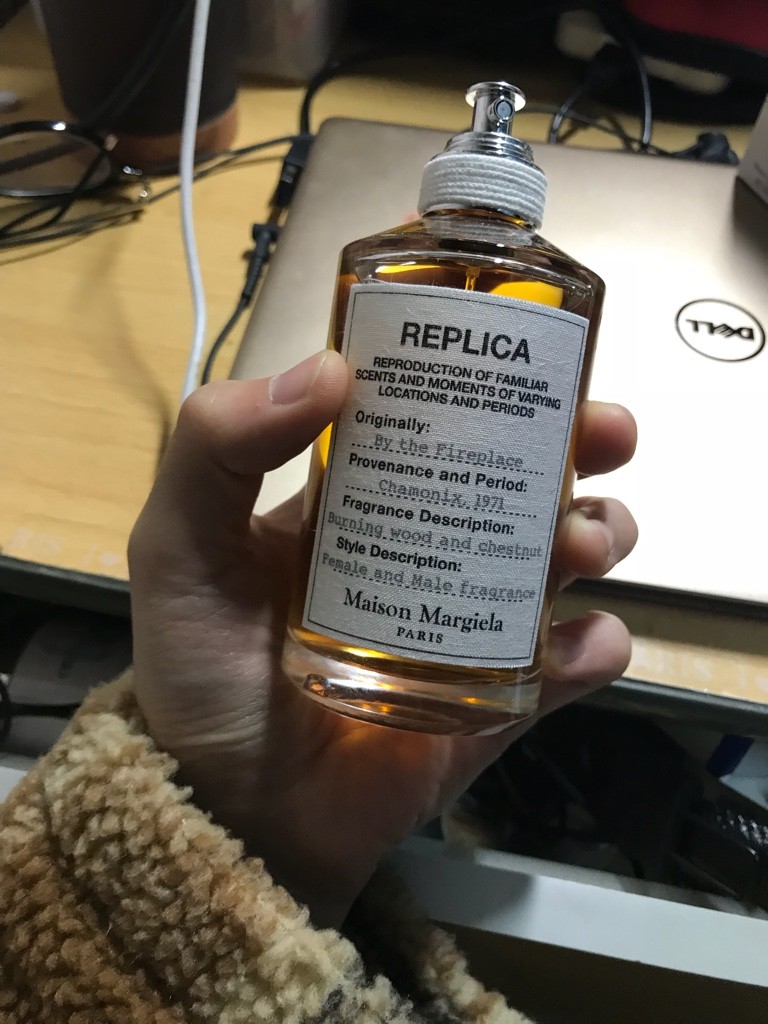 REPLICA
REPRODUCTION OF FAMILIAR
SCENTS AND MOMENTS OF VARYING
LOCATIONS AND PERIODS
Originally:
By the Fireplace
Provenance and Period:
Chamonix, 1971
Fragrance Description:
Burning wood and chestnut
Style Description:
Female and Male fragrance
Maison Margiela
PARIS
DELL